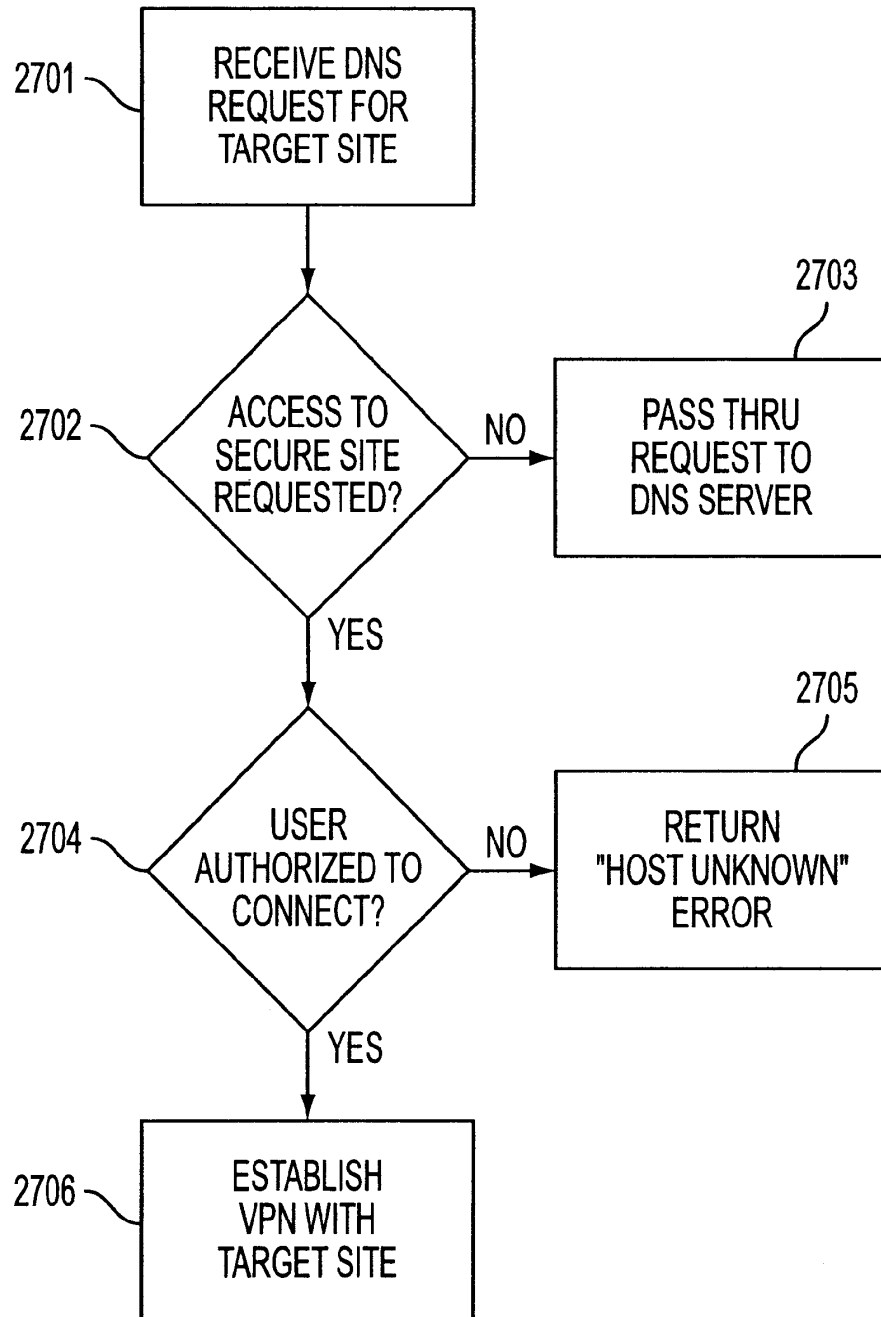 2701
RECEIVE DNS
REQUEST FOR
TARGET SITE
2702
ACCESS TO
SECURE SITE
REQUESTED?
NO
2703
PASS THRU
REQUEST TO
DNS SERVER
YES
2704
USER
AUTHORIZED TO
CONNECT?
NO
2705
RETURN
"HOST UNKNOWN"
ERROR
YES
2706
ESTABLISH
VPN WITH
TARGET SITE